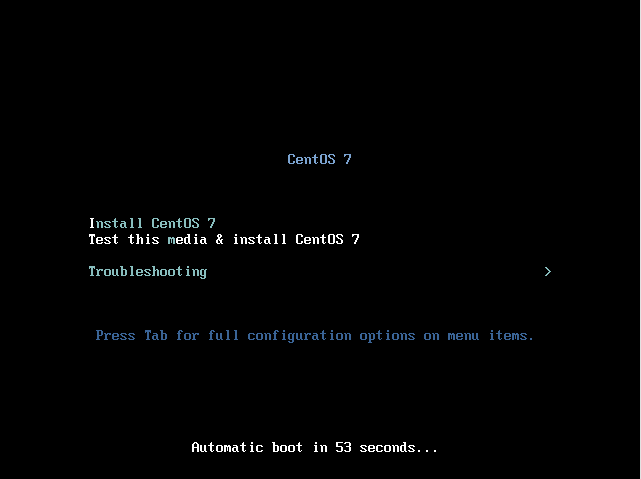 CentOS 7
Install CentOS 7
Test this media & install CentOS 7
Troubleshooting >
Press Tab for full configuration options on menu items.
Automatic boot in 53 seconds...